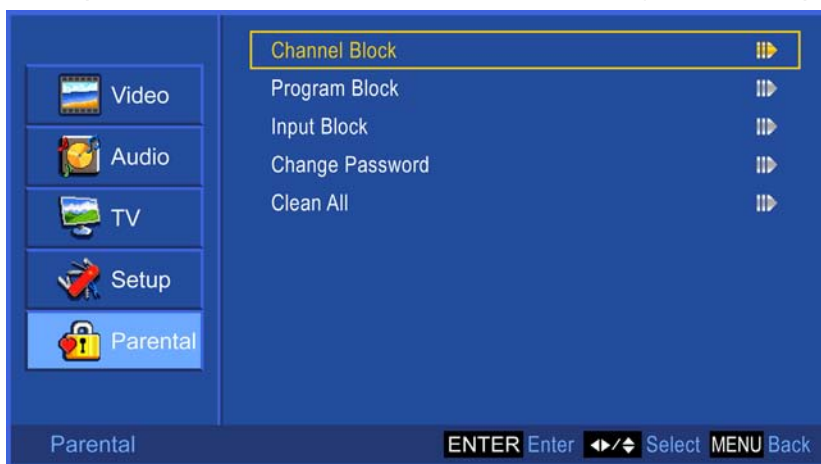 Video
Audio
TV
Setup
Parental
Channel Block
Program Block
Input Block
Change Password
Clean All
Parental
ENTER Enter Select MENU Back